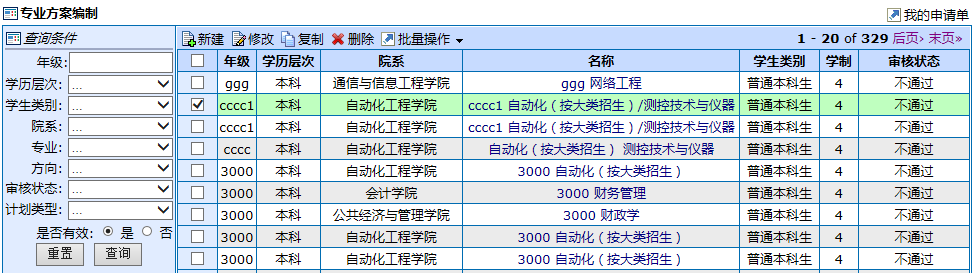 专业方案编制 我的申请单
查询条件
年级:
学历层次: ...
学生类别: ...
院系: ...
专业: ...
方向: ...
审核状态: ...
计划类型: ...
是否有效: 是 否
重置 查询
新建 修改 复制 删除 批量操作 1 - 20 of 329 后页› 末页»
年级 学历层次 院系 名称 学生类别 学制 审核状态
ggg 本科 通信与信息工程学院 ggg 网络工程 普通本科生 4 不通过
cccc1 本科 自动化工程学院 cccc1 自动化（按大类招生）/测控技术与仪器 普通本科生 4 不通过
cccc1 本科 自动化工程学院 cccc1 自动化（按大类招生）/测控技术与仪器 普通本科生 4 不通过
cccc 本科 自动化工程学院 自动化（按大类招生） 测控技术与仪器 普通本科生 4 不通过
3000 本科 自动化工程学院 3000 自动化（按大类招生） 普通本科生 4 不通过
3000 本科 会计学院 3000 财务管理 普通本科生 4 不通过
3000 本科 公共经济与管理学院 3000 财政学 普通本科生 4 不通过
3000 本科 自动化工程学院 3000 自动化（按大类招生） 普通本科生 4 不通过
3000 本科 自动化工程学院 3000 自动化（按大类招生） 普通本科生 4 不通过